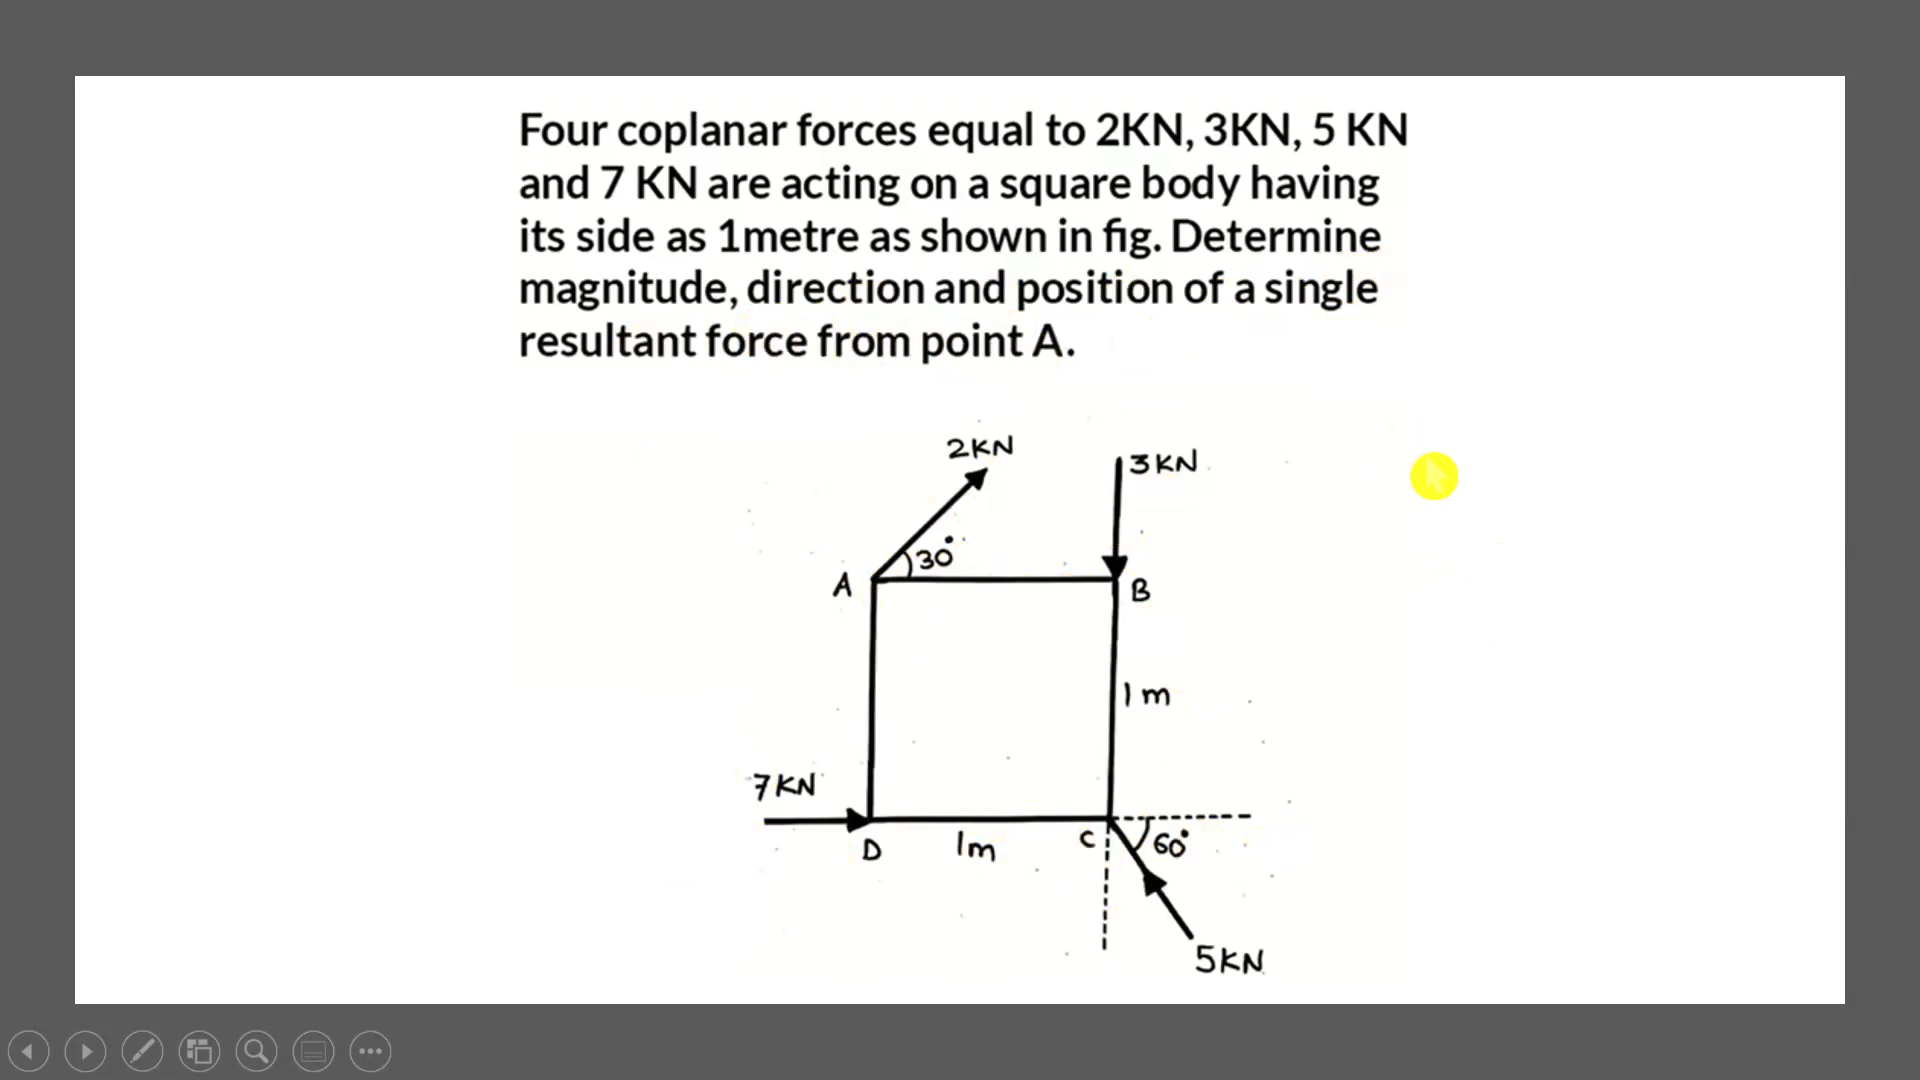 Four coplanar forces equal to 2KN, 3KN, 5 KN
and 7 KN are acting on a square body having
its side as 1metre as shown in fig. Determine
magnitude, direction and position of a single
resultant force from point A.
2KN
3KN
30°
A
B
1m
7KN
D
1m
C
60°
5KN